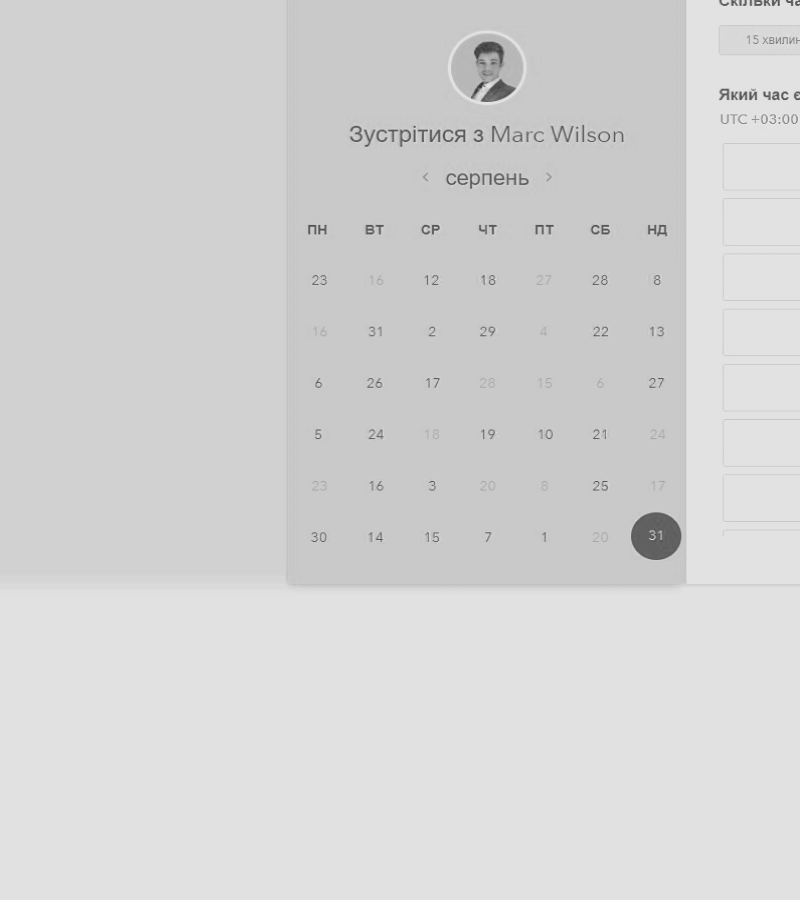 Зустрітися з Marc Wilson
серпень
ПН ВТ СР ЧТ ПТ СБ НД
23 16 12 18 27 28 8
16 31 2 29 4 22 13
6 26 17 28 15 6 27
5 24 18 19 10 21 24
23 16 3 20 8 25 17
30 14 15 7 1 20 31
Скільки
15
Який час є
UTC +03:00